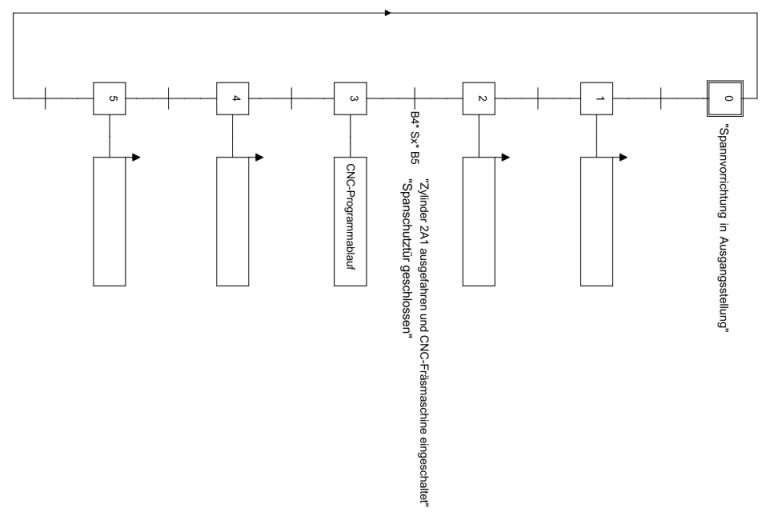 0
"Spannvorrichtung in Ausgangsstellung"
1
2
B4* Sx* B5
"Zylinder 2A1 ausgefahren und CNC-Fräsmaschine eingeschaltet"
"Spanschutztür geschlossen"
3
CNC-Programmablauf
4
5